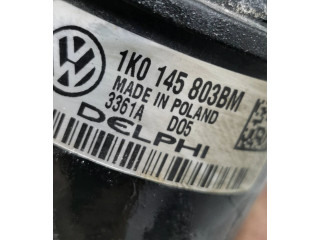 1K0 145 803BM
MADE IN POLAND
3361A D05
DELPHI